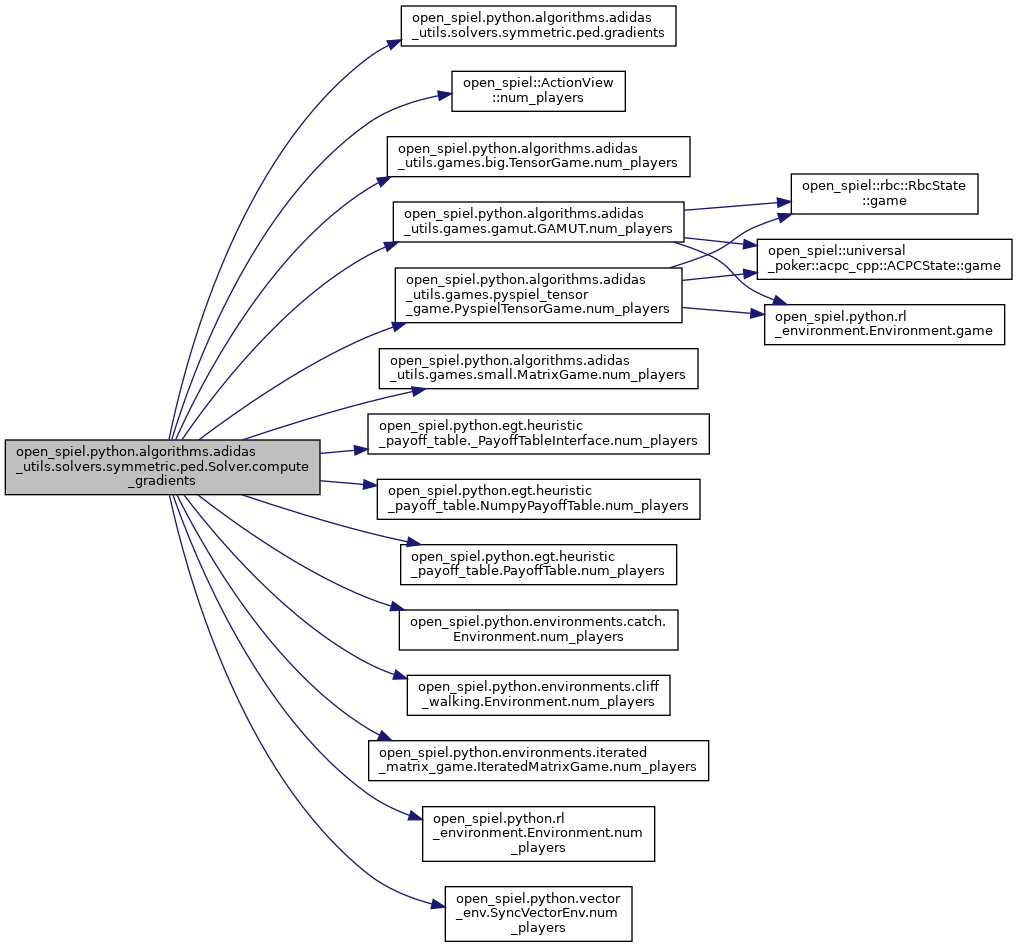 open_spiel.python.algorithms.adidas
_utils.solvers.symmetric.ped.Solver.compute
_gradients
open_spiel.python.algorithms.adidas
_utils.solvers.symmetric.ped.gradients
open_spiel::ActionView
::num_players
open_spiel.python.algorithms.adidas
_utils.games.big.TensorGame.num_players
open_spiel.python.algorithms.adidas
_utils.games.gamut.GAMUT.num_players
open_spiel.python.algorithms.adidas
_utils.games.pyspiel_tensor
_game.PyspielTensorGame.num_players
open_spiel.python.algorithms.adidas
_utils.games.small.MatrixGame.num_players
open_spiel.python.egt.heuristic
_payoff_table._PayoffTableInterface.num_players
open_spiel.python.egt.heuristic
_payoff_table.NumpyPayoffTable.num_players
open_spiel.python.egt.heuristic
_payoff_table.PayoffTable.num_players
open_spiel.python.environments.catch.
Environment.num_players
open_spiel.python.environments.cliff
_walking.Environment.num_players
open_spiel.python.environments.iterated
_matrix_game.IteratedMatrixGame.num_players
open_spiel.python.rl
_environment.Environment.num
_players
open_spiel.python.vector
_env.SyncVectorEnv.num
_players
open_spiel::rbc::RbcState
::game
open_spiel::universal
_poker::acpc_cpp::ACPCState::game
open_spiel.python.rl
_environment.Environment.game